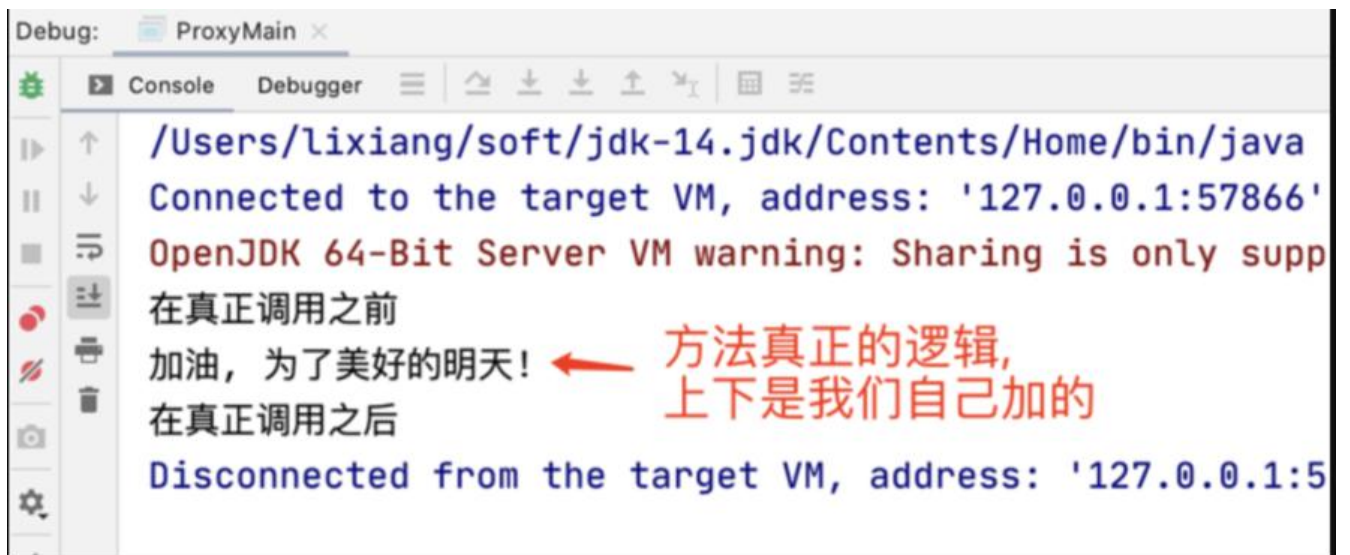 Debug: ProxyMain
Console Debugger
/Users/lixiang/soft/jdk-14.jdk/Contents/Home/bin/java
Connected to the target VM, address: '127.0.0.1:57866'
OpenJDK 64-Bit Server VM warning: Sharing is only supp
在真正调用之前
加油, 为了美好的明天!
方法真正的逻辑,
上下是我们自己加的
在真正调用之后
Disconnected from the target VM, address: '127.0.0.1:5